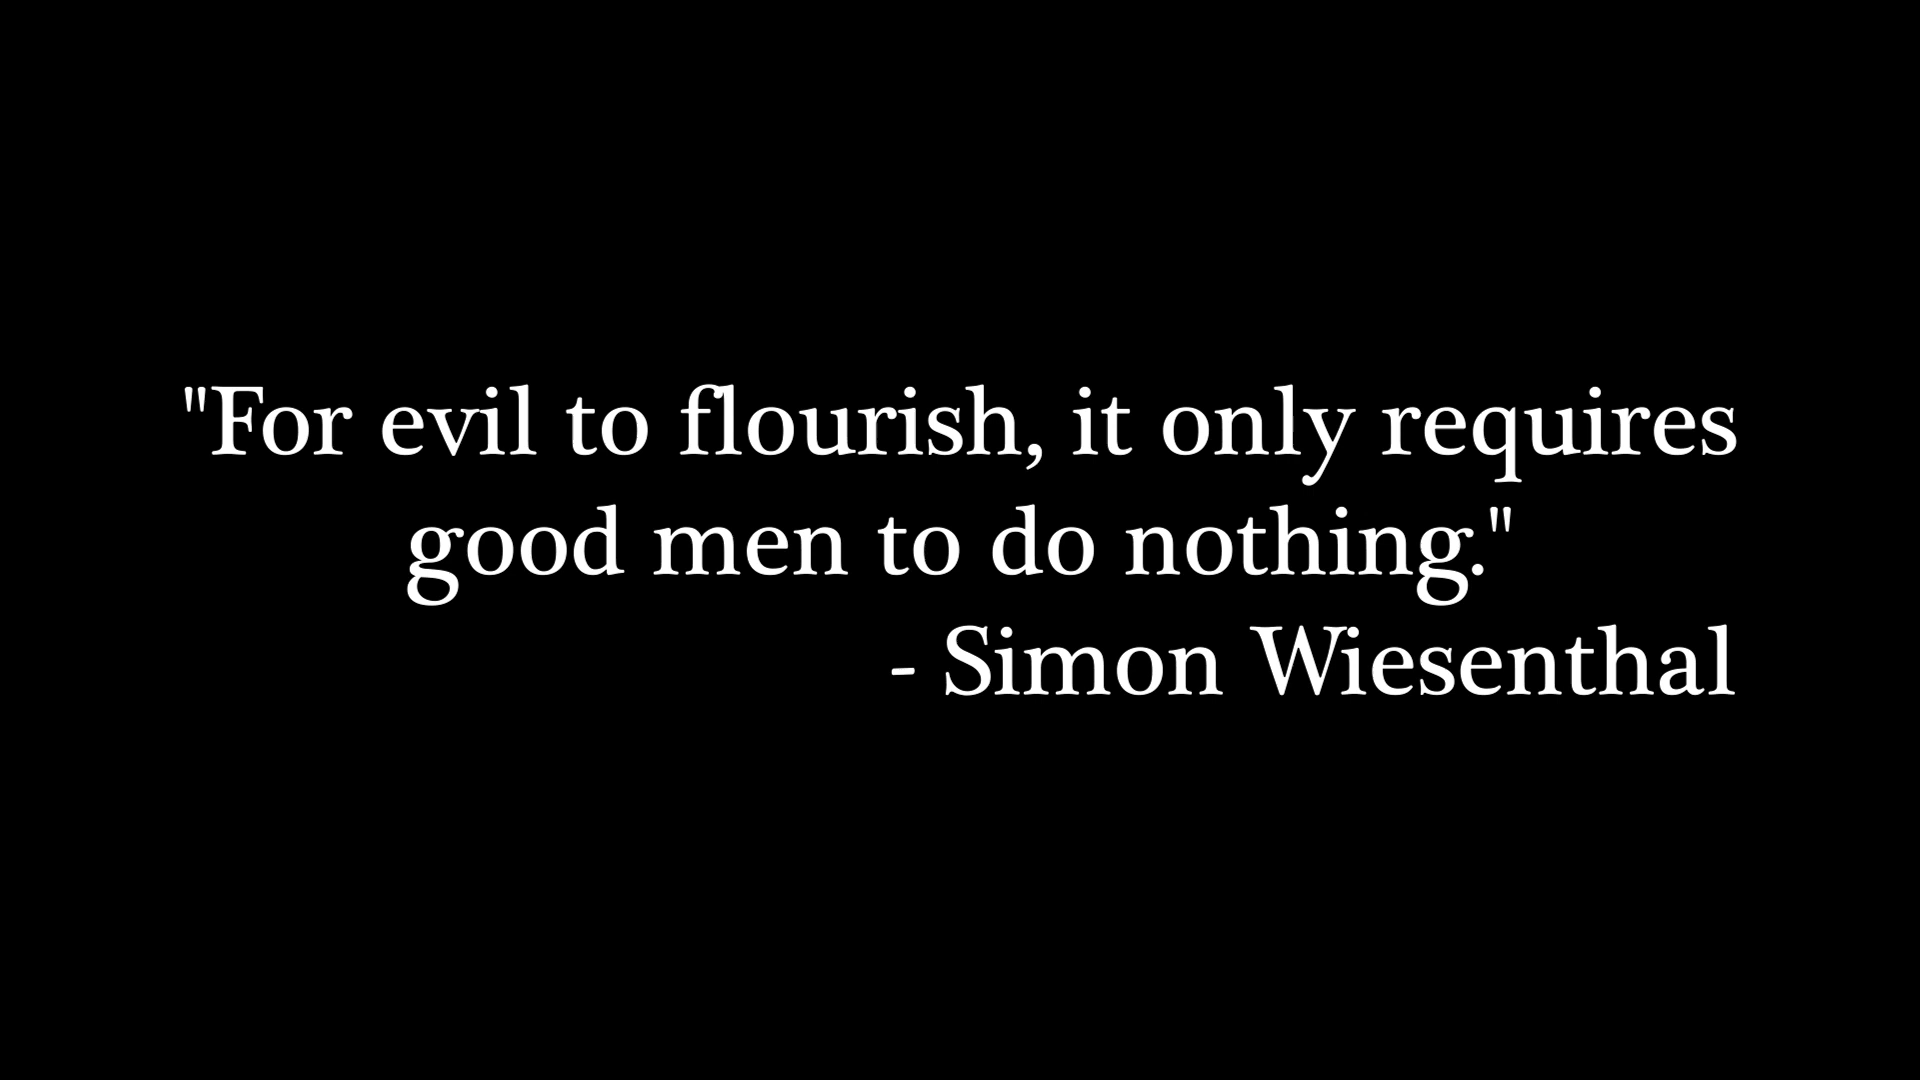 "For evil to flourish, it only requires
good men to do nothing."
- Simon Wiesenthal